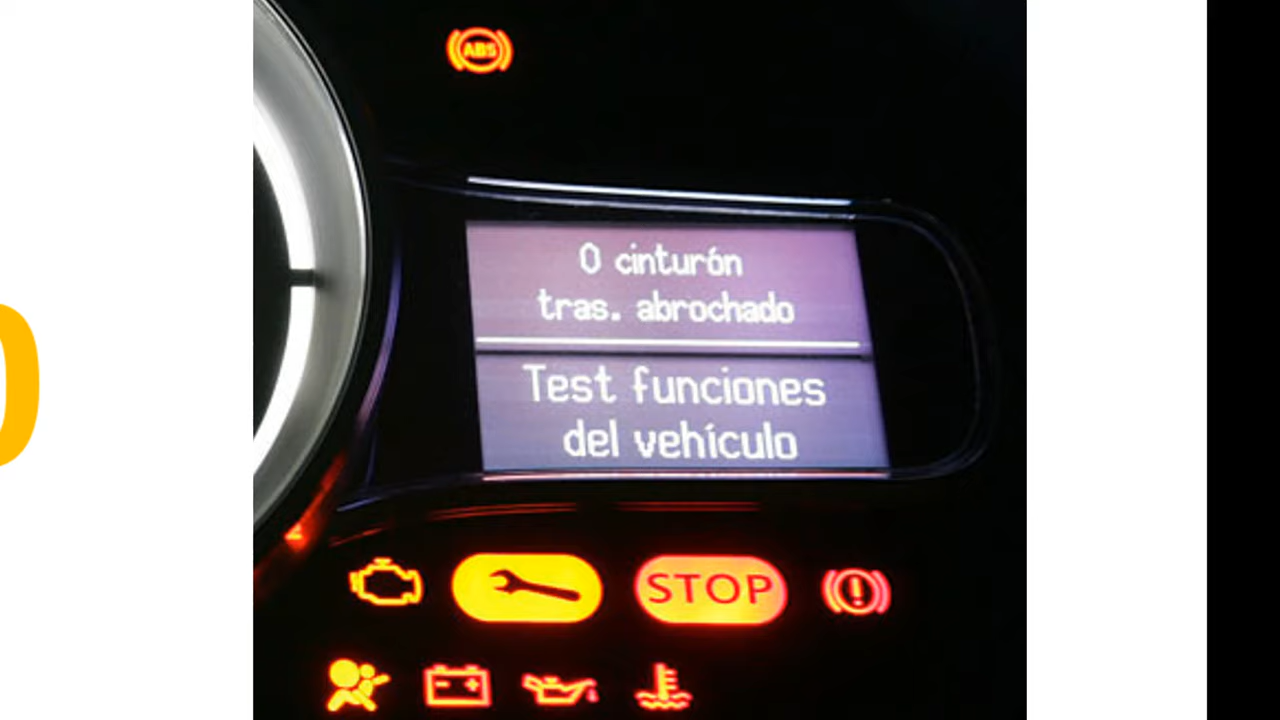 ABS
0 cinturón
tras. abrochado
Test funciones
del vehículo
STOP